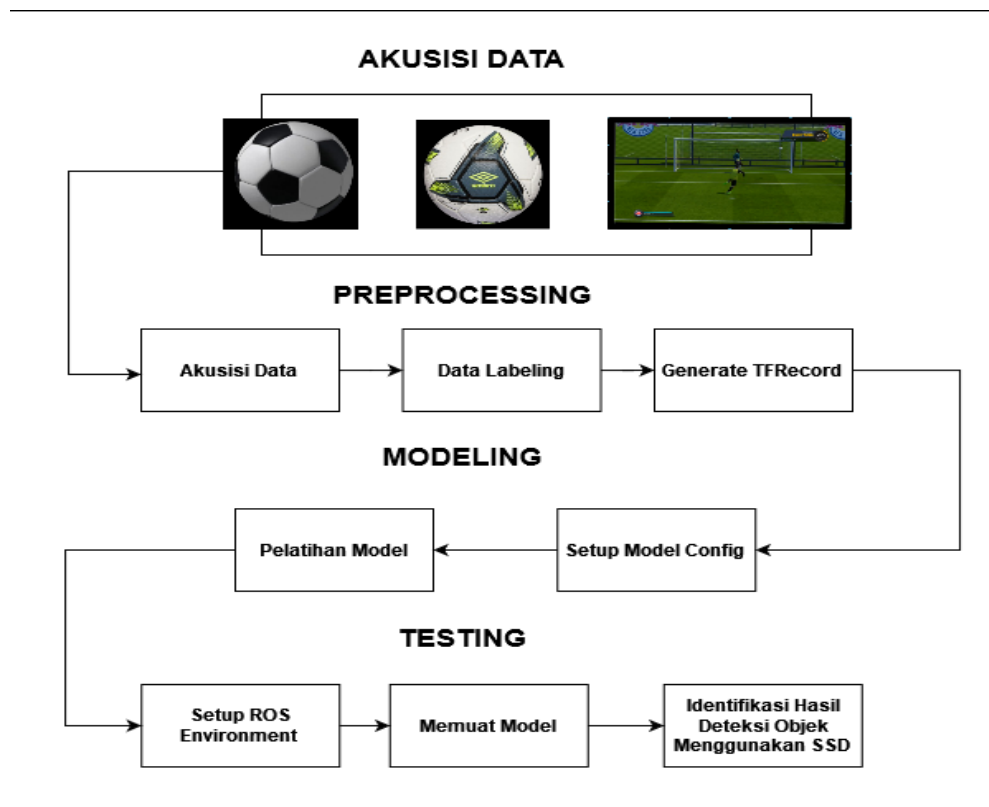 AKUSISI DATA
PREPROCESSING
Akusisi Data
Data Labeling
Generate TFRecord
MODELING
Pelatihan Model
Setup Model Config
TESTING
Setup ROS
Environment
Memuat Model
Identifikasi Hasil
Deteksi Objek
Menggunakan SSD